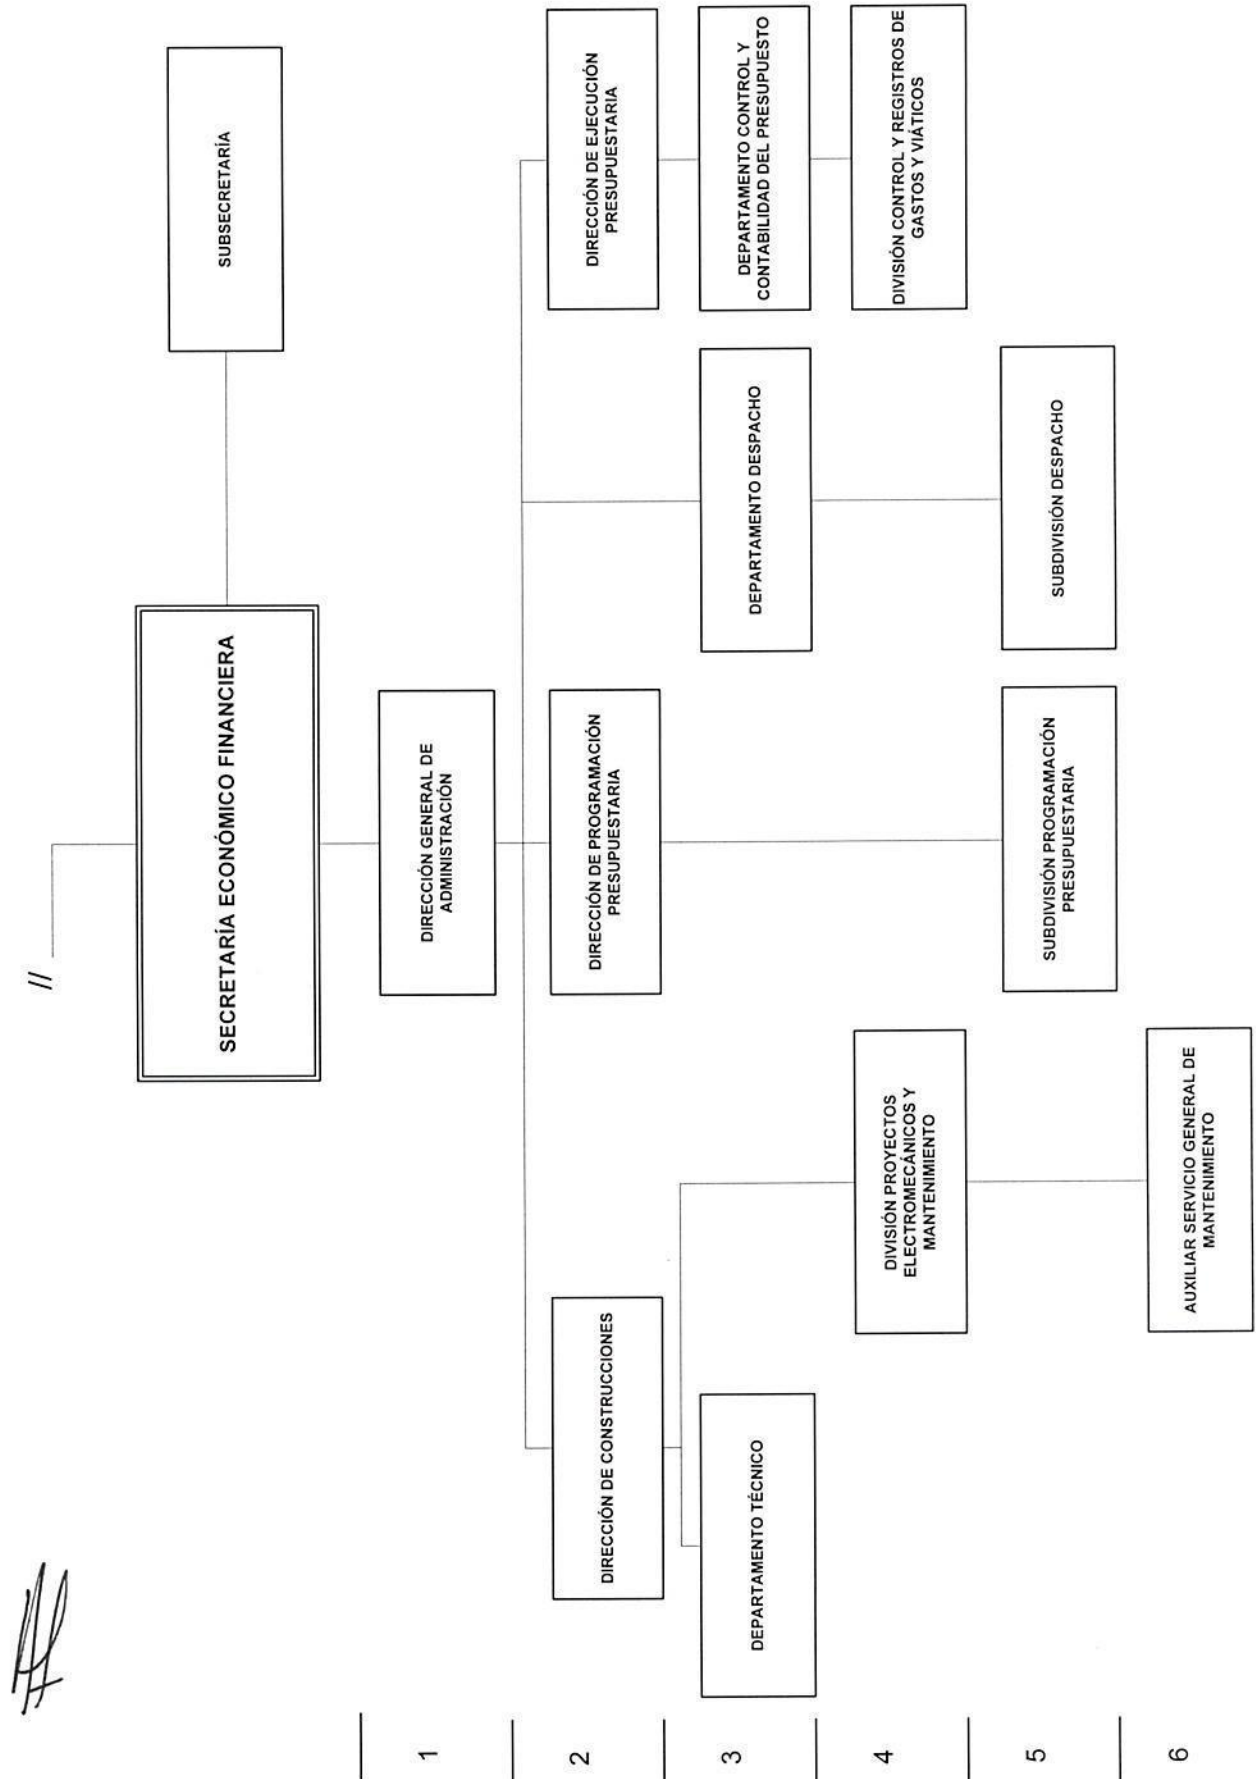 //
SECRETARÍA ECONÓMICO FINANCIERA
SUBSECRETARÍA
1
DIRECCIÓN GENERAL DE
ADMINISTRACIÓN
2
DIRECCIÓN DE CONSTRUCCIONES
DIRECCIÓN DE PROGRAMACIÓN
PRESUPUESTARIA
DIRECCIÓN DE EJECUCIÓN
PRESUPUESTARIA
3
DEPARTAMENTO TÉCNICO
DEPARTAMENTO DESPACHO
DEPARTAMENTO CONTROL Y
CONTABILIDAD DEL PRESUPUESTO
4
DIVISIÓN PROYECTOS
ELECTROMECÁNICOS Y
MANTENIMIENTO
DIVISIÓN CONTROL Y REGISTROS DE
GASTOS Y VIÁTICOS
5
SUBDIVISIÓN PROGRAMACIÓN
PRESUPUESTARIA
SUBDIVISIÓN DESPACHO
6
AUXILIAR SERVICIO GENERAL DE
MANTENIMIENTO